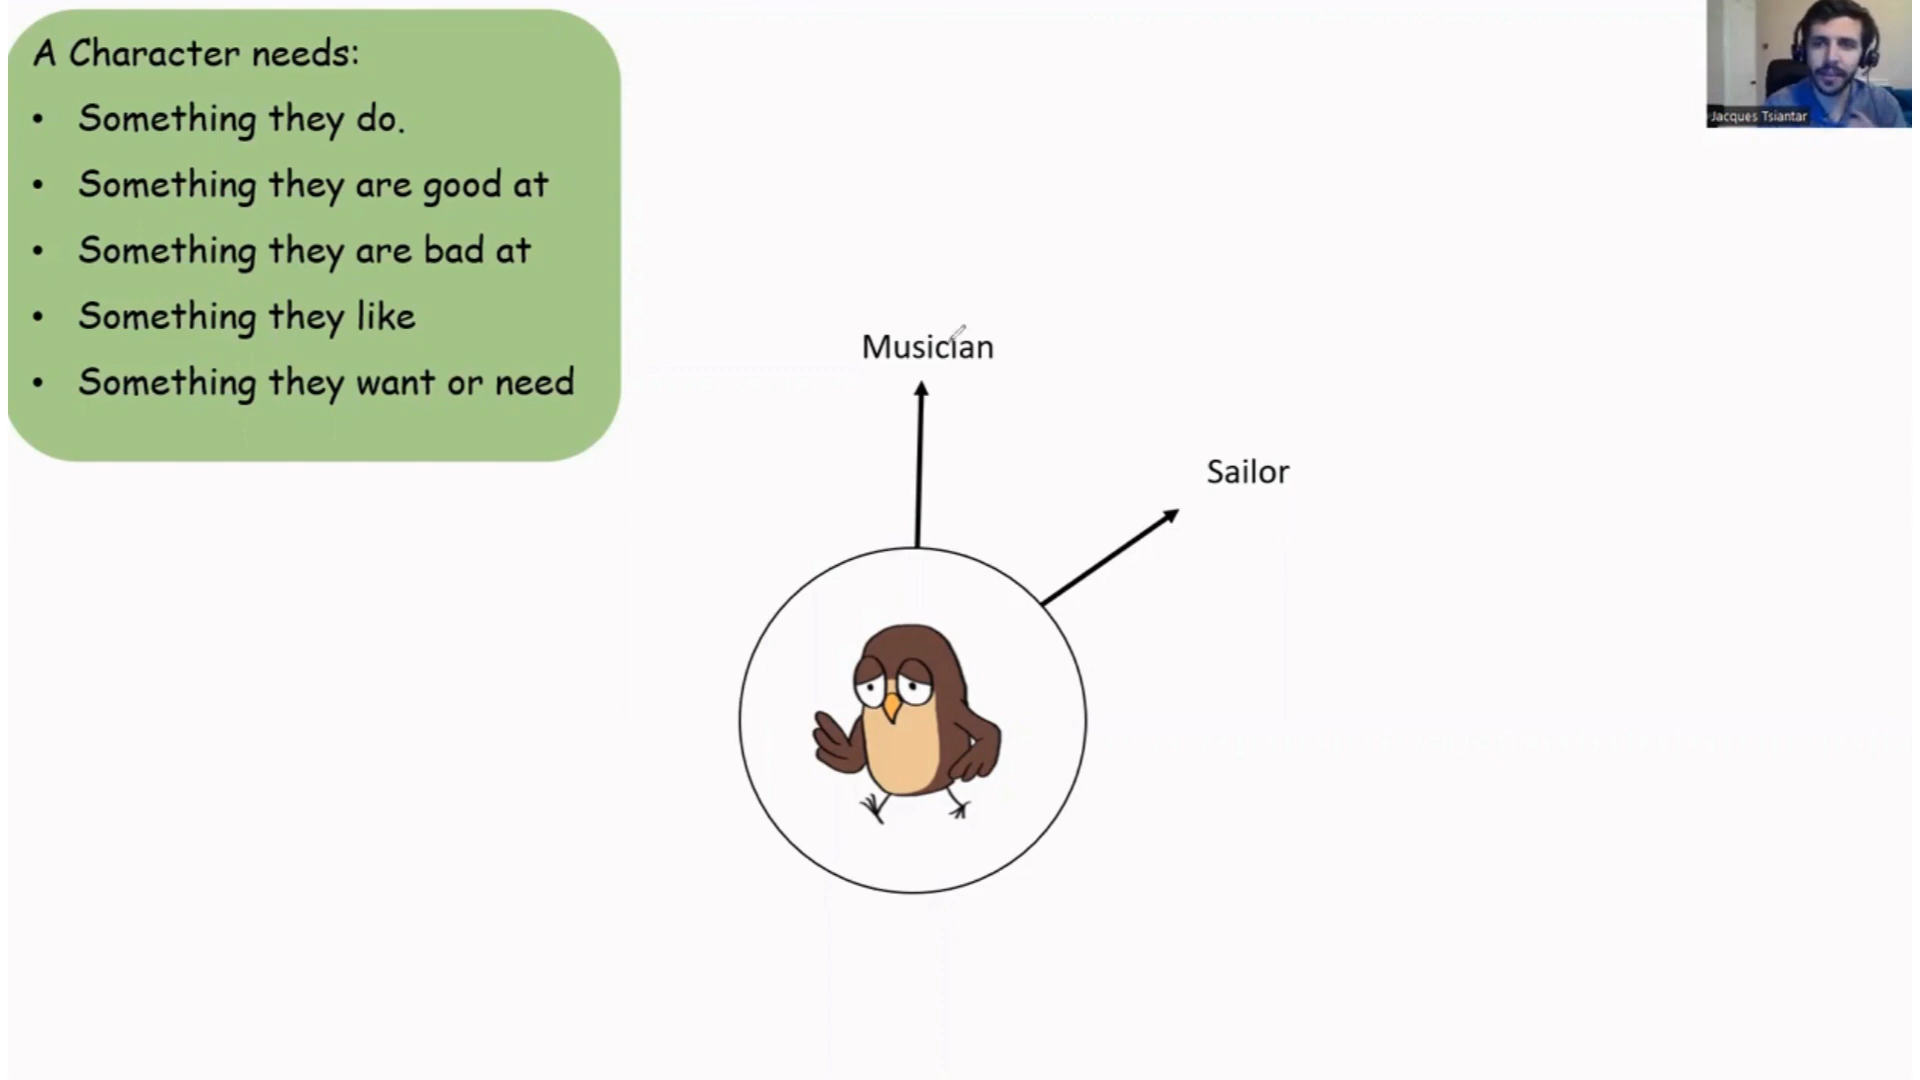 A Character needs:
• Something they do.
• Something they are good at
• Something they are bad at
• Something they like
• Something they want or need
Jacques Tsiantar
Musician
Sailor